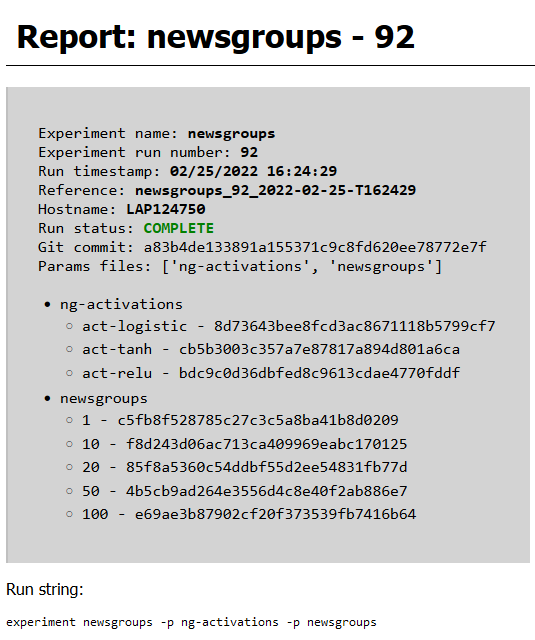 Report: newsgroups - 92
Experiment name: newsgroups
Experiment run number: 92
Run timestamp: 02/25/2022 16:24:29
Reference: newsgroups_92_2022-02-25-T162429
Hostname: LAP124750
Run status: COMPLETE
Git commit: a83b4de133891a155371c9c8fd620ee78772e7f
Params files: ['ng-activations', 'newsgroups']
• ng-activations
○ act-logistic - 8d73643bee8fcd3ac8671118b5799cf7
○ act-tanh - cb5b3003c357a7e87817a894d801a6ca
○ act-relu - bdc9c0d36dbfed8c9613cdae4770fddf
• newsgroups
○ 1 - c5fb8f528785c27c3c5a8ba41b8d0209
○ 10 - f8d243d06ac713ca409969eabc170125
○ 20 - 85f8a5360c54ddbf55d2ee54831fb77d
○ 50 - 4b5cb9ad264e3556d4c8e40f2ab886e7
○ 100 - e69ae3b87902cf20f373539fb7416b64
Run string:
experiment newsgroups -p ng-activations -p newsgroups